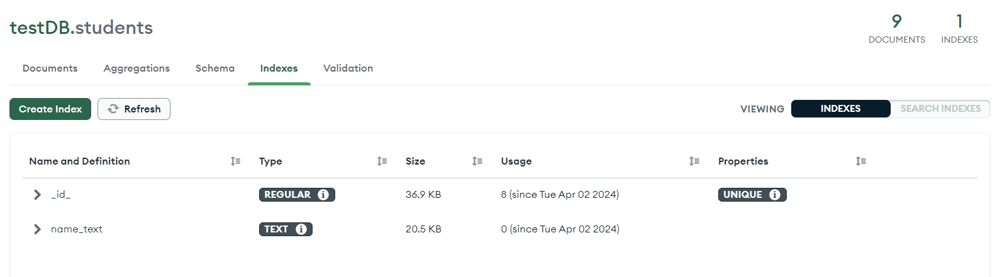 testDB.students
9 1
DOCUMENTS INDEXES
Documents Aggregations Schema Indexes Validation
Create Index Refresh VIEWING INDEXES SEARCH INDEXES
Name and Definition Type Size Usage Properties
_id_ REGULAR 36.9 KB 8 (since Tue Apr 02 2024) UNIQUE
name_text TEXT 20.5 KB 0 (since Tue Apr 02 2024)